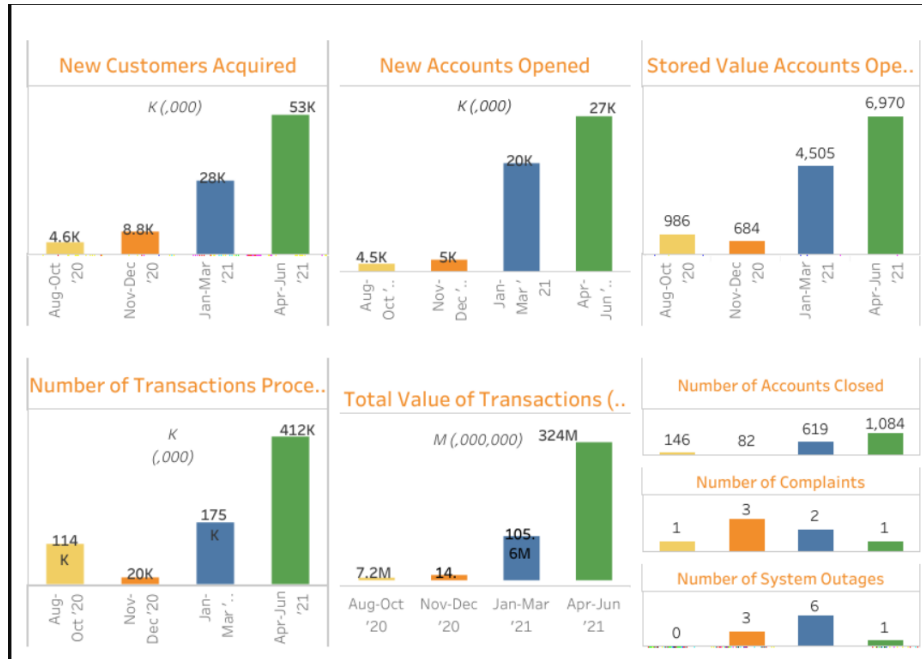 New Customers Acquired
K (,000)
4.6K
8.8K
28K
53K
Aug-Oct
'20
Nov-Dec
'20
Jan-Mar
'21
Apr-Jun
'21
New Accounts Opened
K (,000)
4.5K
5K
20K
27K
Aug-
Oct '..
Nov-
Dec '..
Jan-
Mar '
21
Apr-
Jun '..
Stored Value Accounts Ope..
986
684
4,505
6,970
Aug-Oct
'20
Nov-Dec
'20
Jan-Mar
'21
Apr-Jun
'21
Number of Transactions Proce..
K
(,000)
114
K
20K
175
K
412K
Aug-
Oct '20
Nov-
Dec '20
Jan-
Mar '..
Apr-Jun
'21
Total Value of Transactions (..
M (,000,000)
7.2M
14.
105.
6M
324M
Aug-Oct
'20
Nov-Dec
'20
Jan-Mar
'21
Apr-Jun
'21
Number of Accounts Closed
146
82
619
1,084
Number of Complaints
1
3
2
1
Number of System Outages
0
3
6
1